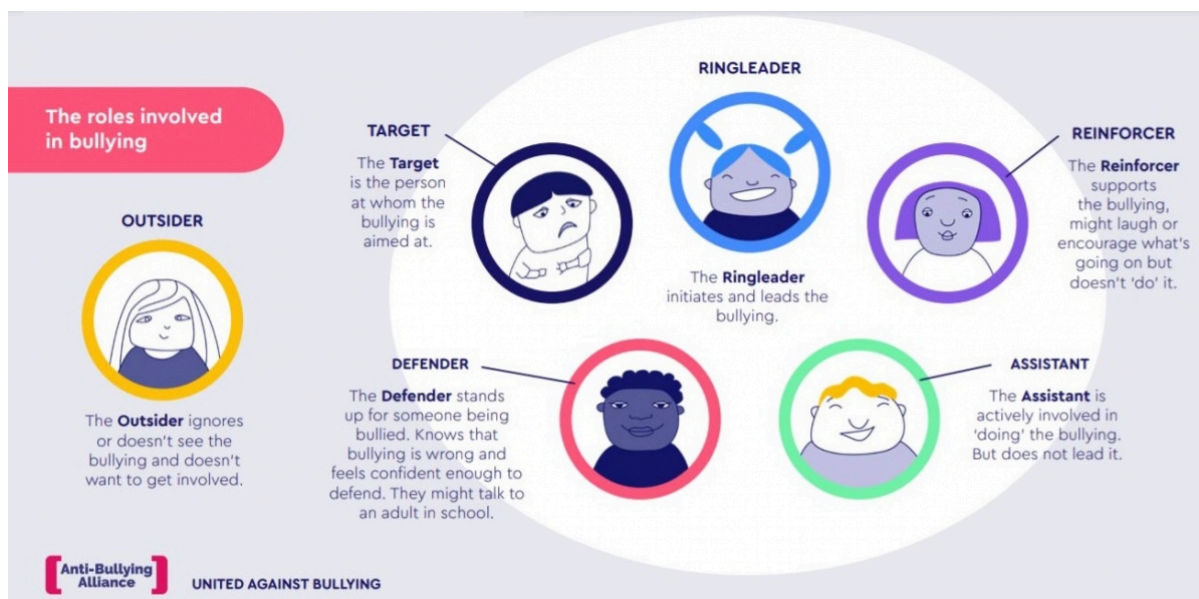 The roles involved
in bullying
OUTSIDER
The Outsider ignores
or doesn't see the
bullying and doesn't
want to get involved.
TARGET
The Target
is the person
at whom the
bullying is
aimed at.
RINGLEADER
The Ringleader
initiates and leads the
bullying.
REINFORCER
The Reinforcer
supports
the bullying,
might laugh or
encourage what's
going on but
doesn't 'do' it.
DEFENDER
The Defender stands
up for someone being
bullied. Knows that
bullying is wrong and
feels confident enough to
defend. They might talk to
an adult in school.
ASSISTANT
The Assistant is
actively involved in
'doing' the bullying.
But does not lead it.
Anti-Bullying
Alliance
UNITED AGAINST BULLYING